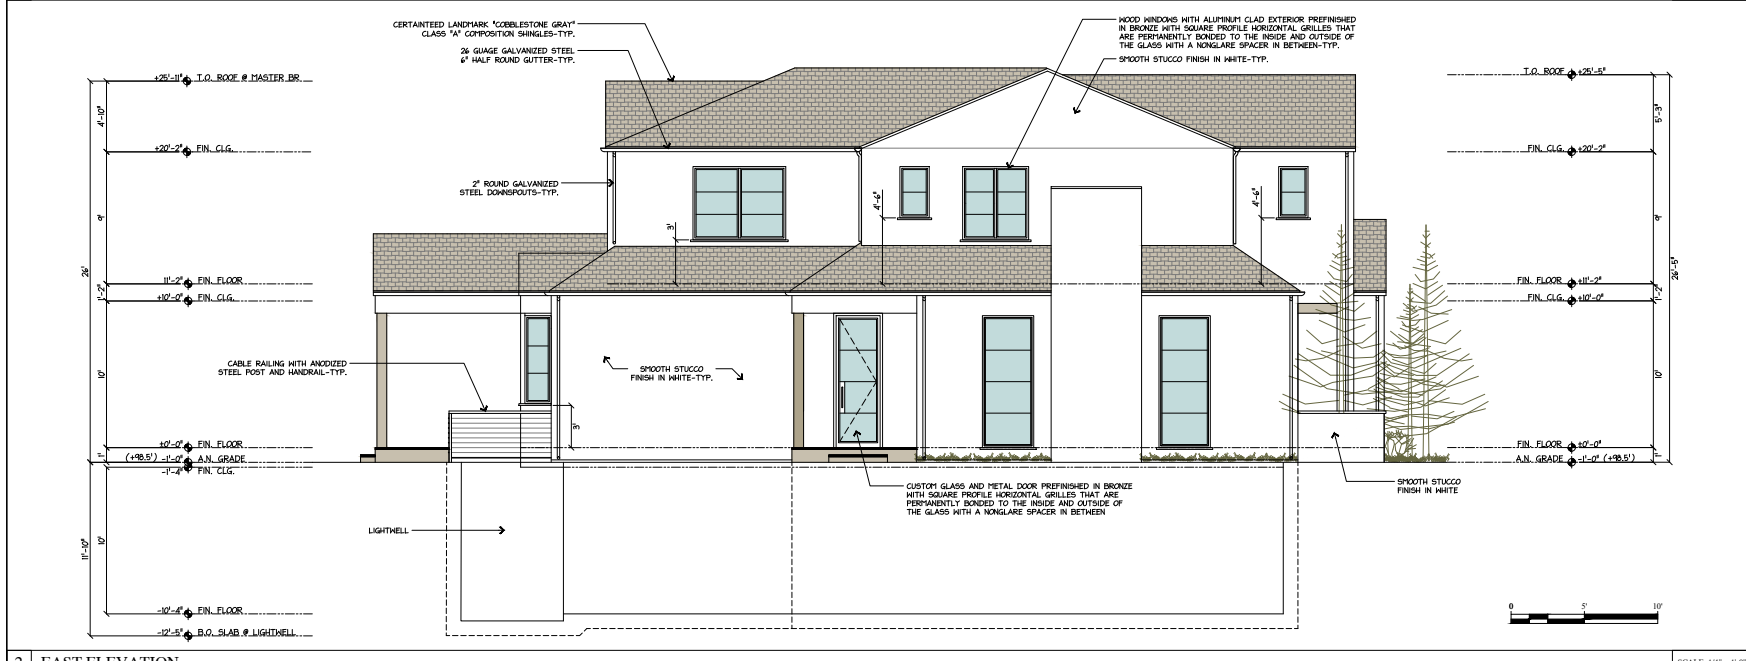 CERTAINTEED LANDMARK "COBBLESTONE GRAY"
CLASS "A" COMPOSITION SHINGLES-TYP.
26 GUAGE GALVANIZED STEEL
6" HALF ROUND GUTTER-TYP.
WOOD WINDOWS WITH ALUMINUM CLAD EXTERIOR PREFINISHED
IN BRONZE WITH SQUARE PROFILE HORIZONTAL GRILLES THAT
ARE PERMANENTLY BONDED TO THE INSIDE AND OUTSIDE OF
THE GLASS WITH A NONGLARE SPACER IN BETWEEN-TYP.
SMOOTH STUCCO FINISH IN WHITE-TYP.
+25'-11" T.O. ROOF @ MASTER BR
T.O. ROOF +25'-5"
4'-10"
5'-3"
+20'-2" FIN. CLG.
FIN. CLG. +20'-2"
2" ROUND GALVANIZED
STEEL DOWNSPOUTS-TYP.
4'-6"
4'-6"
3'
9'
9'
26'
26'-5"
11'-2" FIN. FLOOR
FIN. FLOOR +11'-2"
1'-2"
1'-2"
+10'-0" FIN. CLG.
FIN. CLG. +10'-0"
CABLE RAILING WITH ANODIZED
STEEL POST AND HANDRAIL-TYP.
SMOOTH STUCCO
FINISH IN WHITE-TYP.
10'
10'
3'
+0'-0" FIN. FLOOR
FIN. FLOOR +0'-0"
1'
1'
(+98.5') -1'-0" A.N. GRADE
A.N. GRADE -1'-0" (+98.5')
-1'-4" FIN. CLG.
CUSTOM GLASS AND METAL DOOR PREFINISHED IN BRONZE
WITH SQUARE PROFILE HORIZONTAL GRILLES THAT ARE
PERMANENTLY BONDED TO THE INSIDE AND OUTSIDE OF
THE GLASS WITH A NONGLARE SPACER IN BETWEEN
SMOOTH STUCCO
FINISH IN WHITE
LIGHTWELL
11'-10"
10'
-10'-4" FIN. FLOOR
-12'-5" B.O. SLAB @ LIGHTWELL
0 5' 10'
EAST ELEVATION